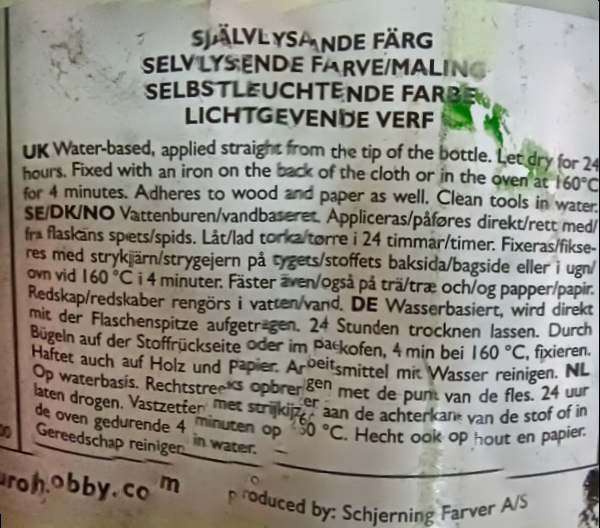 SJÄLVLYSANDE FÄRG
SELVLYSENDE FARVE/MALING
SELBSTLEUCHTENDE FARBE
LICHTGEVENDE VERF
UK Water-based, applied straight from the tip of the bottle. Let dry for 24
hours. Fixed with an iron on the back of the cloth or in the oven at 160°C
for 4 minutes. Adheres to wood and paper as well. Clean tools in water.
SE/DK/NO Vattenburen/vandbaseret. Appliceras/påføres direkt/rett med/
fra flaskans spets/spids. Låt/lad torka/tørre i 24 timmar/timer. Fixeras/fikse-
res med strykjärn/strygejern på tygets/stoffets baksida/bagside eller i ugn/
ovn vid 160 °C i 4 minuter. Fäster även/også på trä/træ och/og papper/papir.
Redskap/redskaber rengörs i vatten/vand. DE Wasserbasiert, wird direkt
mit der Flaschenspitze aufgetragen. 24 Stunden trocknen lassen. Durch
Bügeln auf der Stoffrückseite oder im Backofen, 4 min bei 160 °C, fixieren.
Haftet auch auf Holz und Papier. Arbeitsmittel mit Wasser reinigen. NL
Op waterbasis. Rechtstreeks opbrengen met de punt van de fles. 24 uur
laten drogen. Vastzetten met strijkijzer aan de achterkant van de stof of in
de oven gedurende 4 minuten op 160 °C. Hecht ook op hout en papier.
Gereedschap reinigen in water.
urohobby.com
produced by: Schjerning Farver A/S